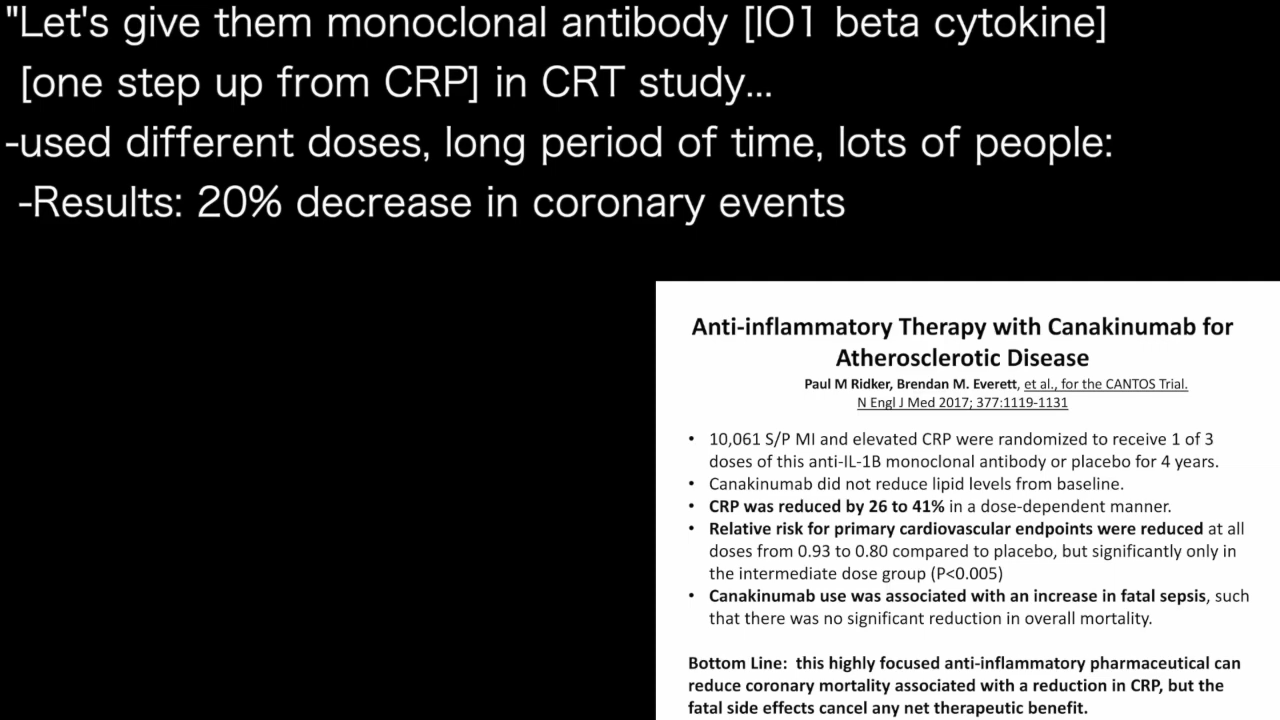 "Let's give them monoclonal antibody [IO1 beta cytokine]
[one step up from CRP] in CRT study...
-used different doses, long period of time, lots of people:
-Results: 20% decrease in coronary events
Anti-inflammatory Therapy with Canakinumab for
Atherosclerotic Disease
Paul M Ridker, Brendan M. Everett, et al., for the CANTOS Trial.
N Engl J Med 2017; 377:1119-1131
• 10,061 S/P MI and elevated CRP were randomized to receive 1 of 3
doses of this anti-IL-1B monoclonal antibody or placebo for 4 years.
• Canakinumab did not reduce lipid levels from baseline.
• CRP was reduced by 26 to 41% in a dose-dependent manner.
• Relative risk for primary cardiovascular endpoints were reduced at all
doses from 0.93 to 0.80 compared to placebo, but significantly only in
the intermediate dose group (P<0.005)
• Canakinumab use was associated with an increase in fatal sepsis, such
that there was no significant reduction in overall mortality.
Bottom Line: this highly focused anti-inflammatory pharmaceutical can
reduce coronary mortality associated with a reduction in CRP, but the
fatal side effects cancel any net therapeutic benefit.